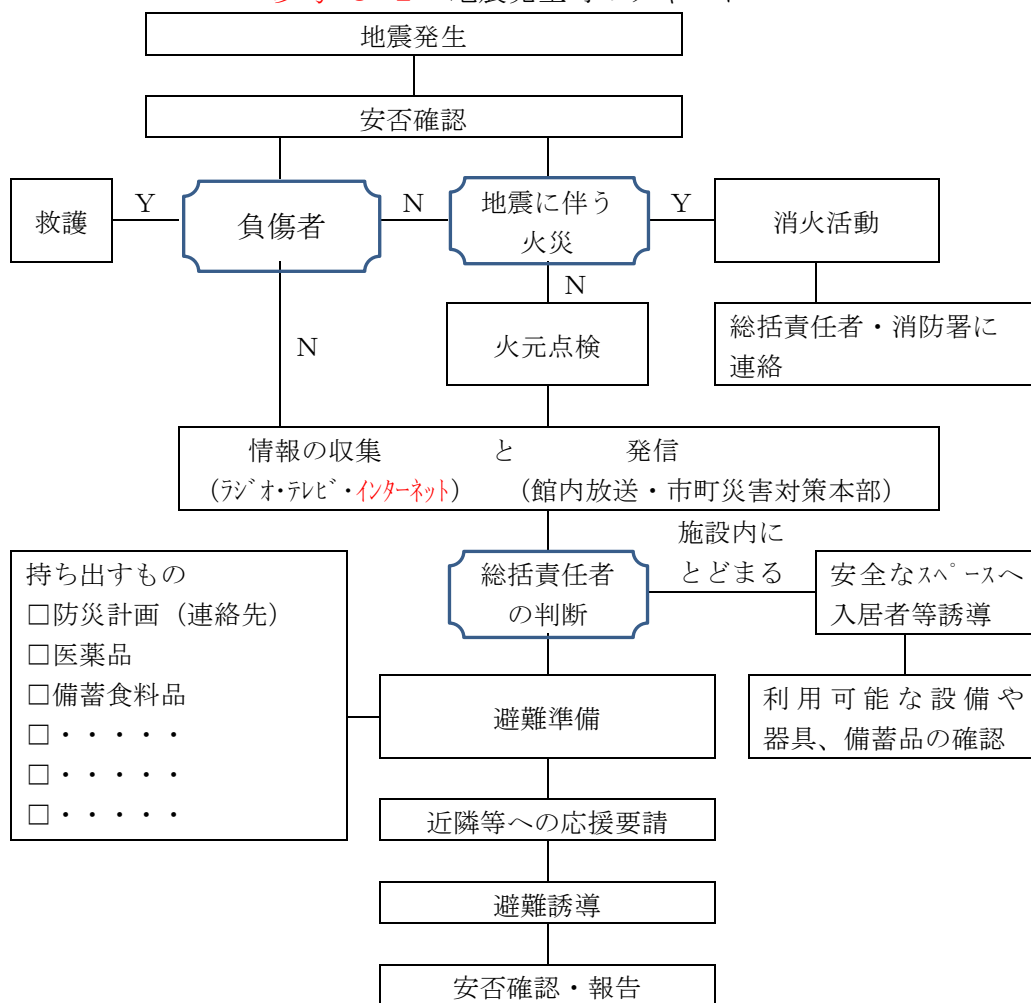 地震発生
安否確認
救護
Y
負傷者
N
地震に伴う
火災
Y
消火活動
N
N
火元点検
総括責任者・消防署に
連絡
情報の収集 と 発信
(ﾗｼﾞｵ・ﾃﾚﾋﾞ・ｲﾝﾀｰﾈｯﾄ) (館内放送・市町災害対策本部)
施設内に
とどまる
総括責任者
の判断
安全なｽﾍﾟｰｽへ
入居者等誘導
利用可能な設備や
器具、備蓄品の確認
持ち出すもの
□防災計画（連絡先）
□医薬品
□備蓄食料品
□・・・・・
□・・・・・
□・・・・・
避難準備
近隣等への応援要請
避難誘導
安否確認・報告